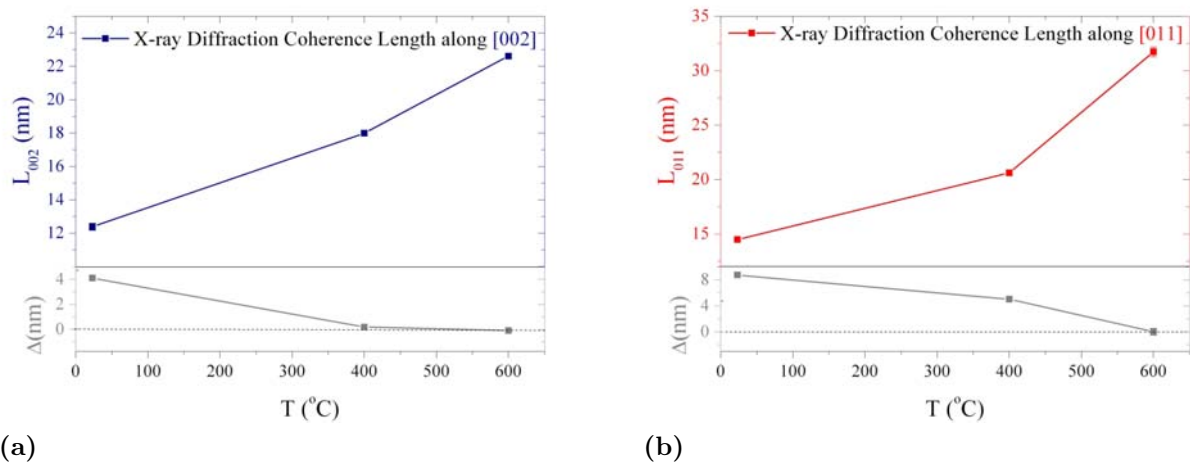 X-ray Diffraction Coherence Length along [002]
24
22
20
18
16
14
12
L₀₀₂ (nm)
4
2
0
Δ(nm)
0 100 200 300 400 500 600
T (°C)
(a)
X-ray Diffraction Coherence Length along [011]
35
30
25
20
15
L₀₁₁ (nm)
8
4
0
Δ(nm)
0 100 200 300 400 500 600
T (°C)
(b)